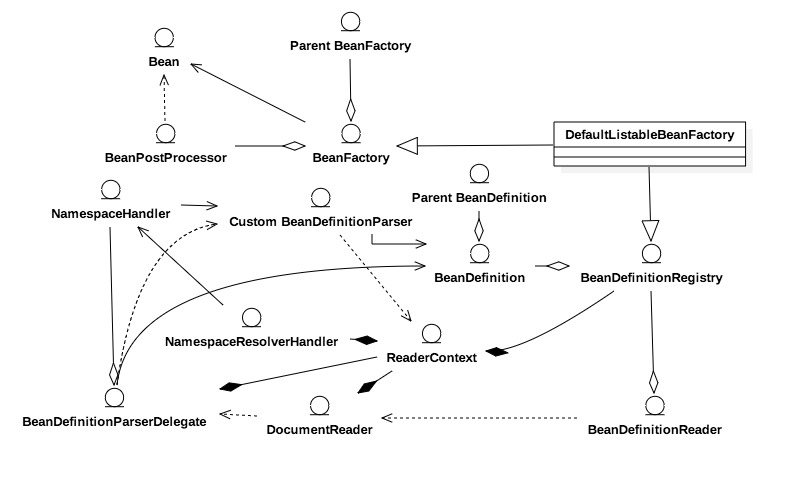 Parent BeanFactory
Bean
DefaultListableBeanFactory
BeanPostProcessor
BeanFactory
Parent BeanDefinition
NamespaceHandler
Custom BeanDefinitionParser
BeanDefinition
BeanDefinitionRegistry
NamespaceResolverHandler
ReaderContext
BeanDefinitionParserDelegate
DocumentReader
BeanDefinitionReader